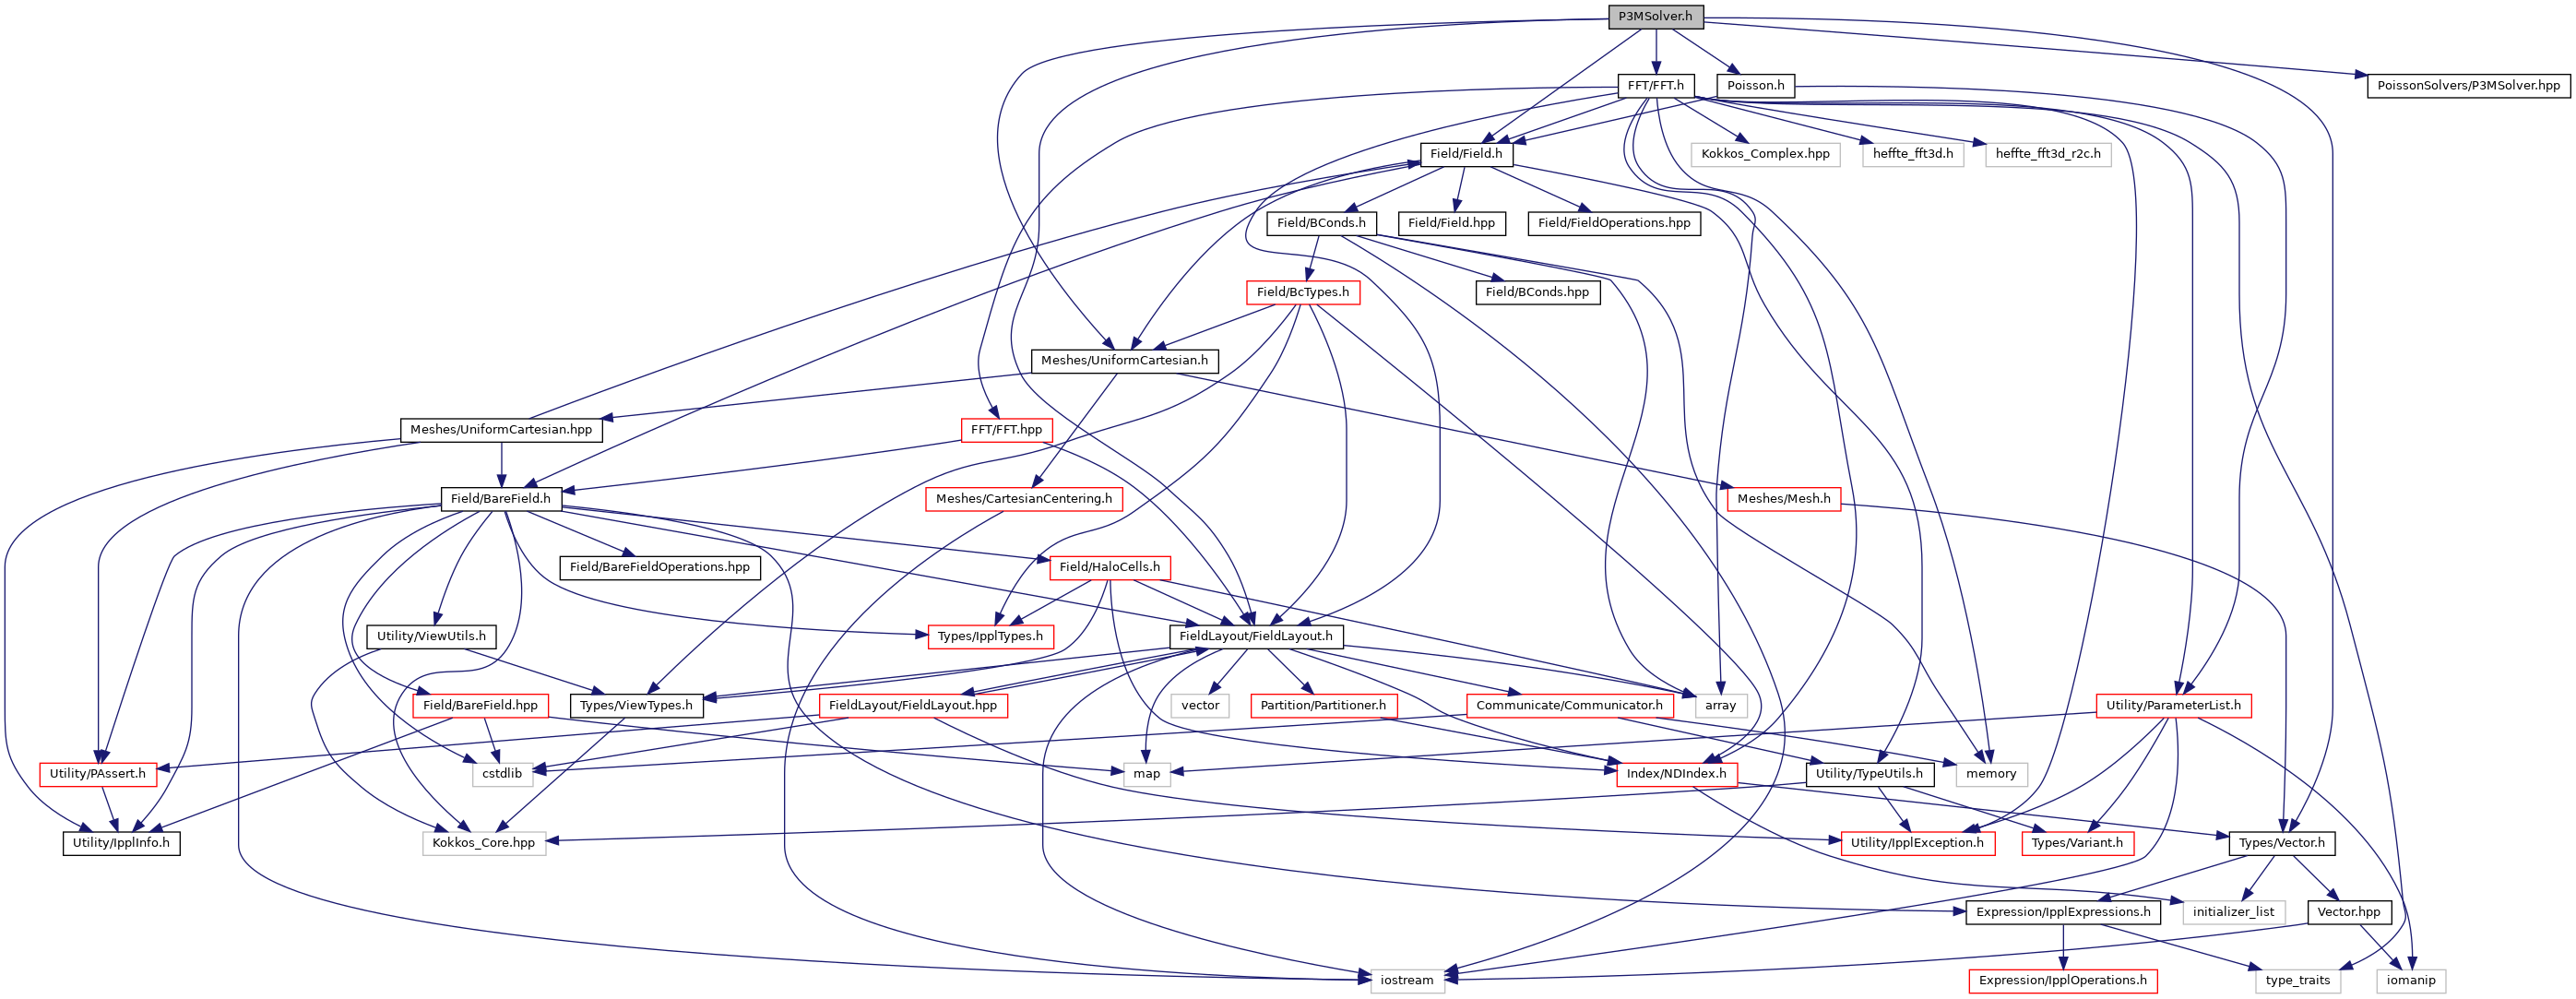 P3MSolver.h
FFT/FFT.h
Poisson.h
PoissonSolvers/P3MSolver.hpp
Field/Field.h
Kokkos_Complex.hpp
heffte_fft3d.h
heffte_fft3d_r2c.h
Field/BConds.h
Field/Field.hpp
Field/FieldOperations.hpp
Field/BcTypes.h
Field/BConds.hpp
Meshes/UniformCartesian.h
Meshes/UniformCartesian.hpp
FFT/FFT.hpp
Field/BareField.h
Meshes/CartesianCentering.h
Meshes/Mesh.h
Field/BareFieldOperations.hpp
Field/HaloCells.h
Utility/ViewUtils.h
Types/IpplTypes.h
FieldLayout/FieldLayout.h
Field/BareField.hpp
Types/ViewTypes.h
FieldLayout/FieldLayout.hpp
vector
Partition/Partitioner.h
Communicate/Communicator.h
array
Utility/ParameterList.h
Utility/PAssert.h
cstdlib
map
Index/NDIndex.h
Utility/TypeUtils.h
memory
Utility/IpplInfo.h
Kokkos_Core.hpp
Utility/IpplException.h
Types/Variant.h
Types/Vector.h
Expression/IpplExpressions.h
initializer_list
Vector.hpp
iostream
Expression/IpplOperations.h
type_traits
iomanip